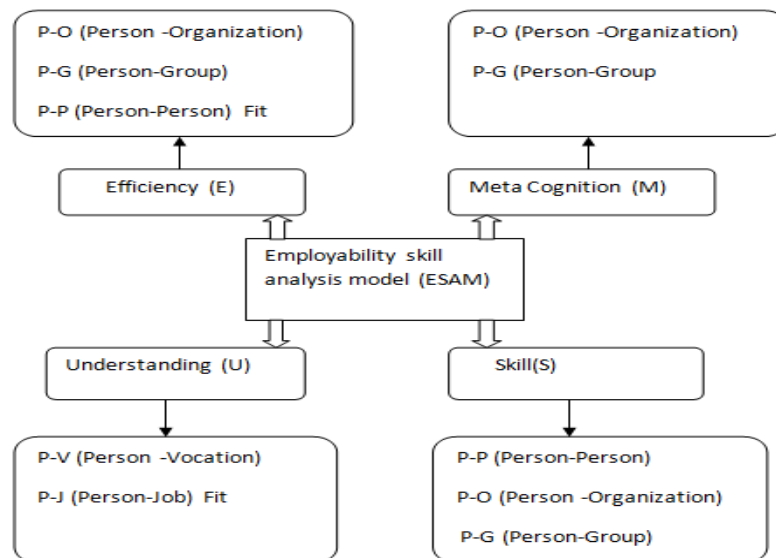 P-O (Person -Organization)
P-G (Person-Group)
P-P (Person-Person) Fit
P-O (Person -Organization)
P-G (Person-Group
Efficiency (E)
Meta Cognition (M)
Employability skill
analysis model (ESAM)
Understanding (U)
Skill(S)
P-V (Person -Vocation)
P-J (Person-Job) Fit
P-P (Person-Person)
P-O (Person -Organization)
P-G (Person-Group)